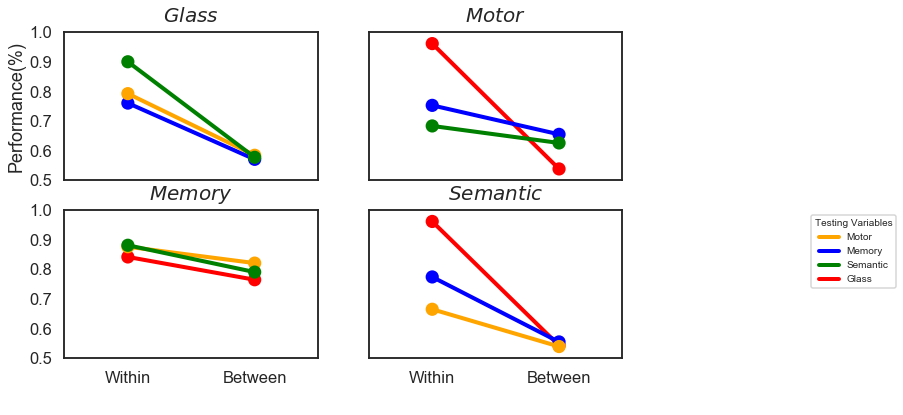 Glass
Motor
Performance(%)
1.0
0.9
0.8
0.7
0.6
0.5
Memory
Semantic
1.0
0.9
0.8
0.7
0.6
0.5
Within
Between
Within
Between
Testing Variables
Motor
Memory
Semantic
Glass